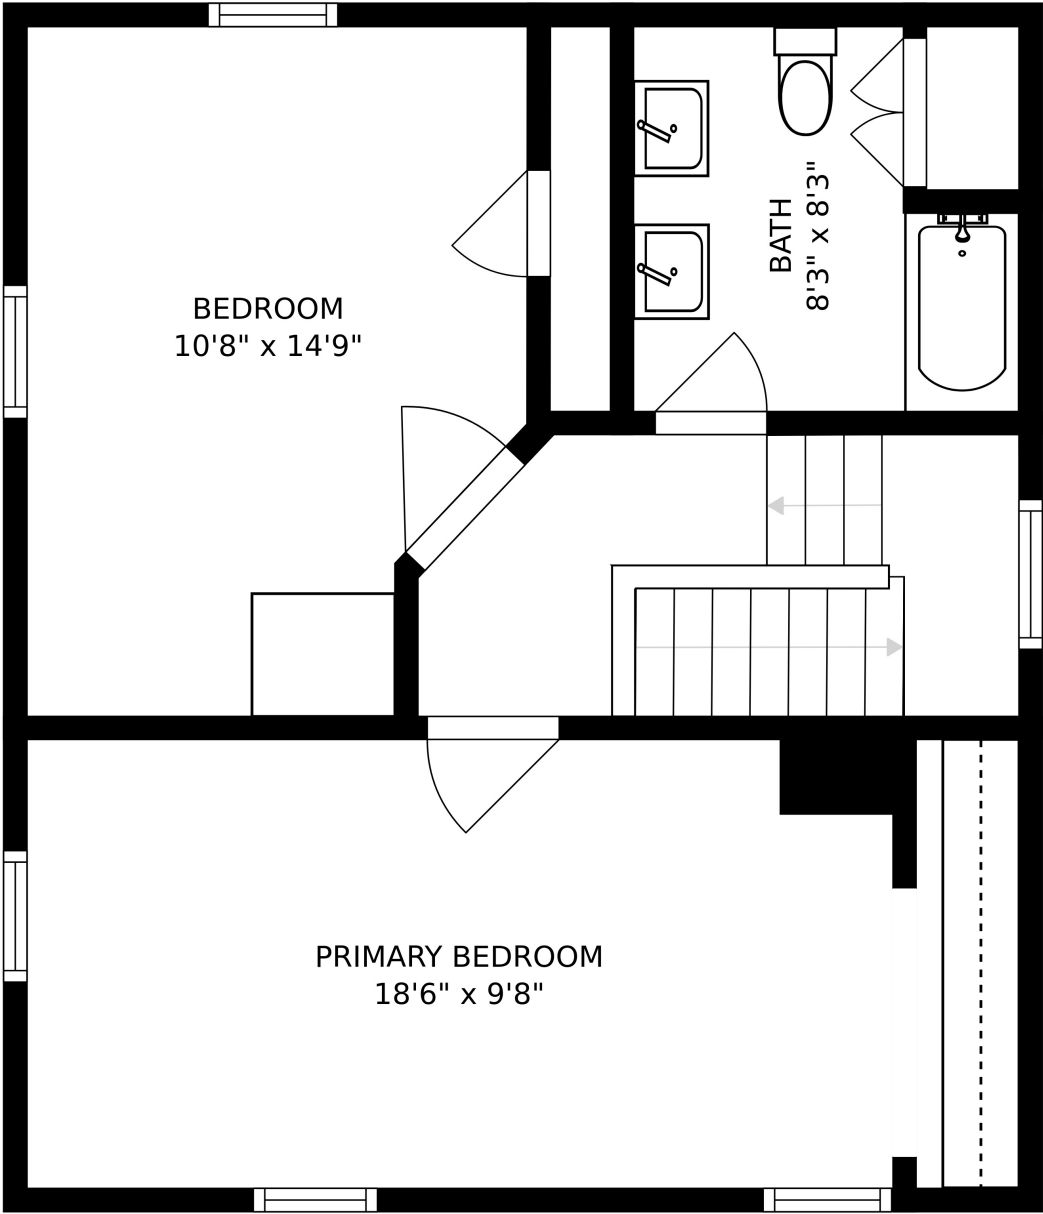 BATH
8'3" x 8'3"
BEDROOM
10'8" x 14'9"
PRIMARY BEDROOM
18'6" x 9'8"